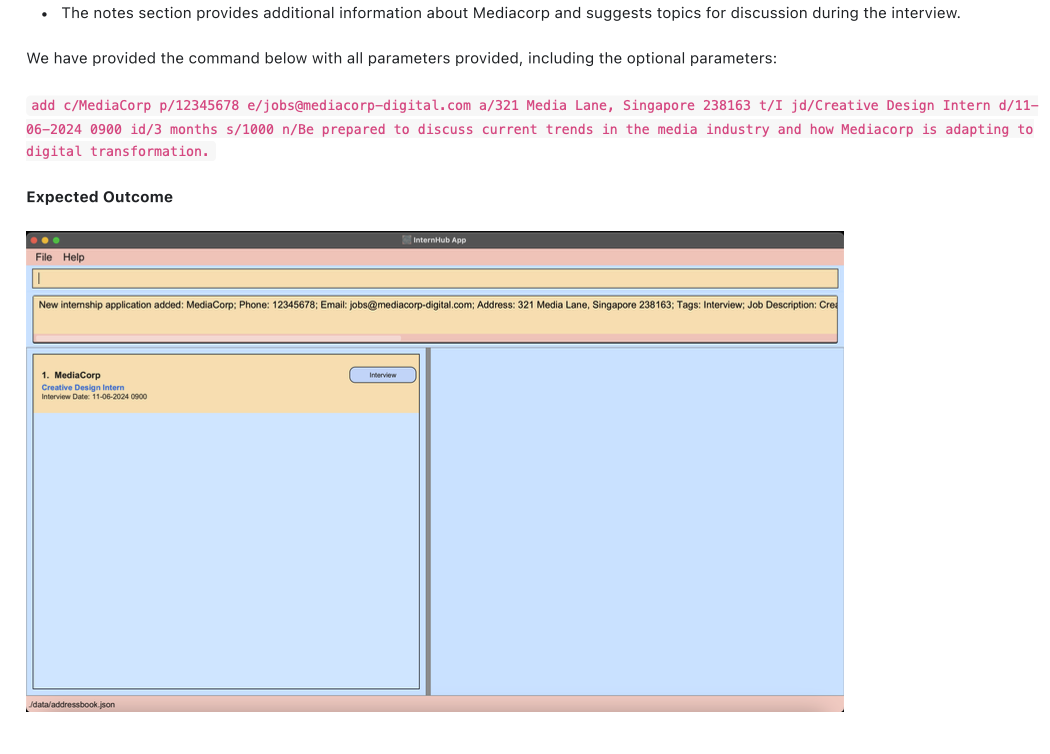 • The notes section provides additional information about Mediacorp and suggests topics for discussion during the interview.
We have provided the command below with all parameters provided, including the optional parameters:
add c/MediaCorp p/12345678 e/jobs@mediacorp-digital.com a/321 Media Lane, Singapore 238163 t/I jd/Creative Design Intern d/11-
06-2024 0900 id/3 months s/1000 n/Be prepared to discuss current trends in the media industry and how Mediacorp is adapting to
digital transformation.
Expected Outcome
InternHub App
File Help
New internship application added: MediaCorp; Phone: 12345678; Email: jobs@mediacorp-digital.com; Address: 321 Media Lane, Singapore 238163; Tags: Interview; Job Description: Crea
1. MediaCorp
Interview
Creative Design Intern
Interview Date: 11-06-2024 0900
./data/addressbook.json